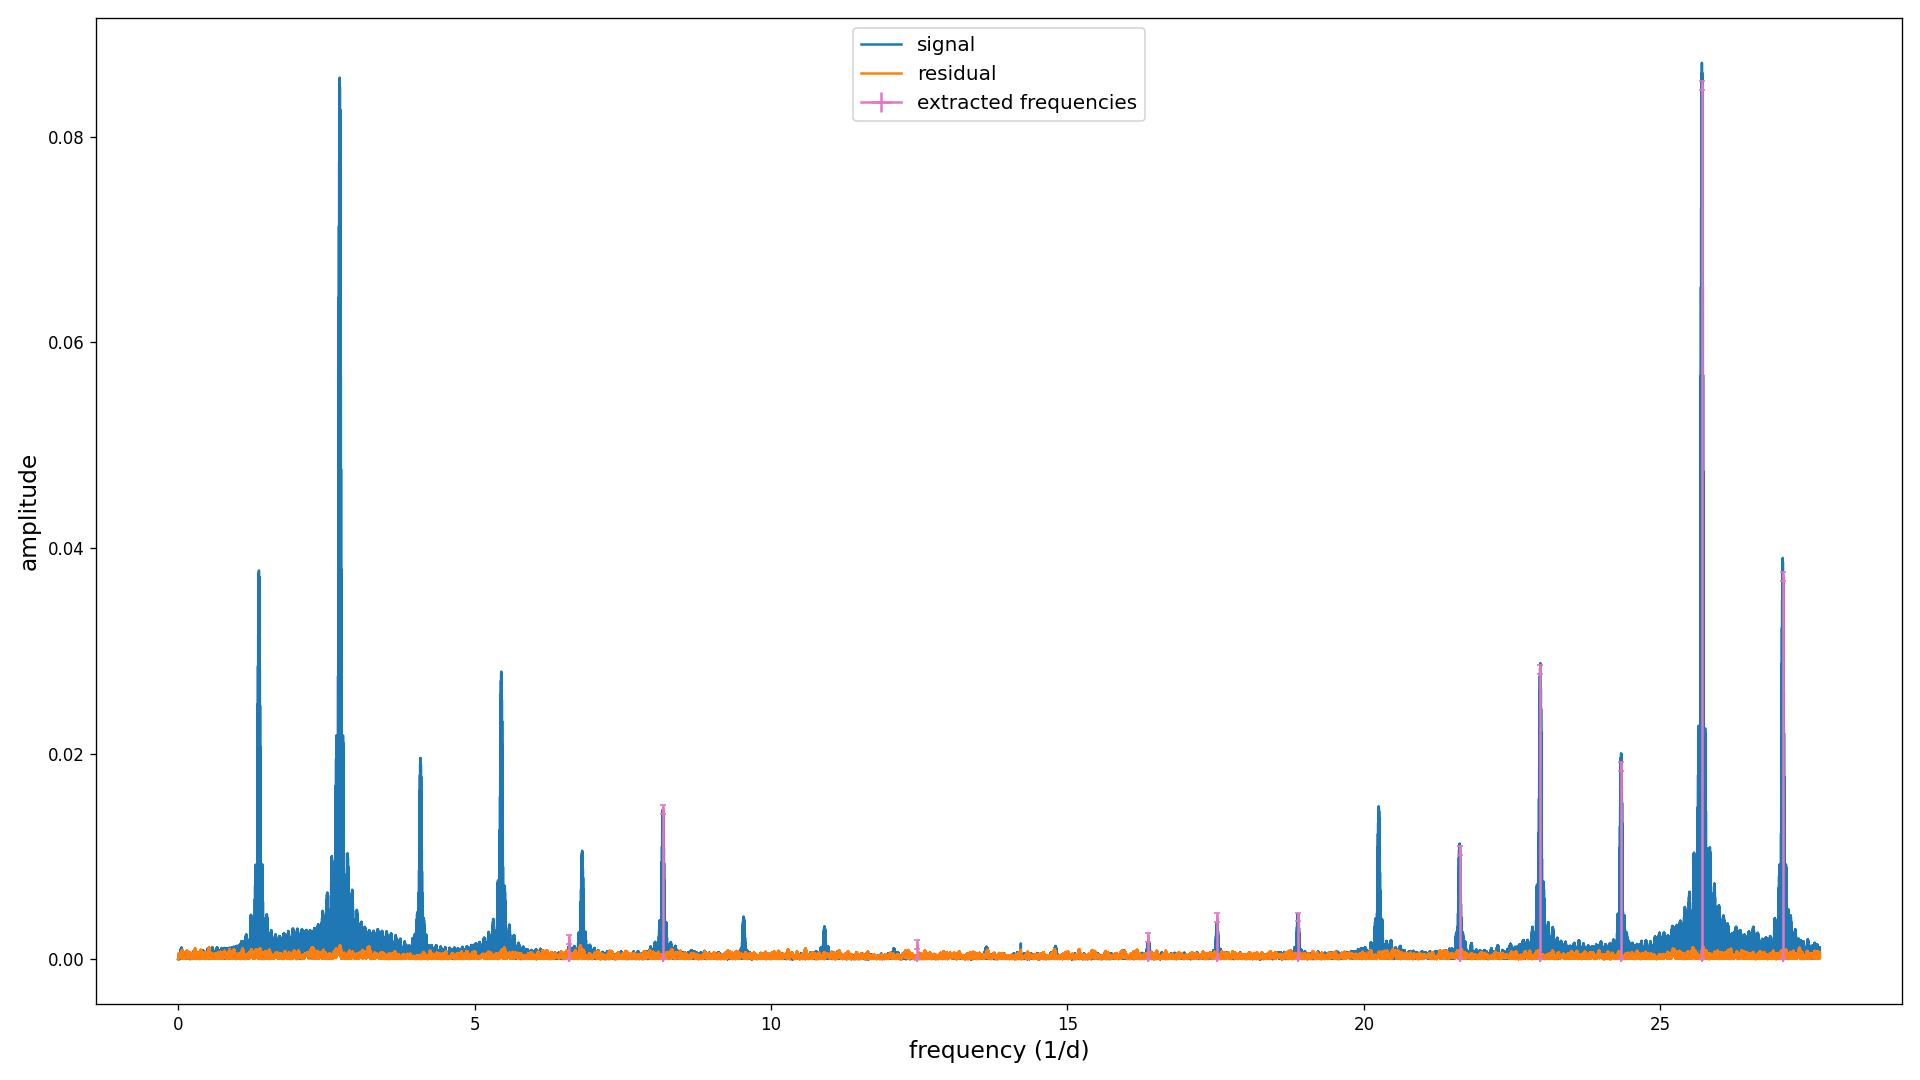 signal
residual
extracted frequencies
amplitude
0.08
0.06
0.04
0.02
0.00
0 5 10 15 20 25
frequency (1/d)